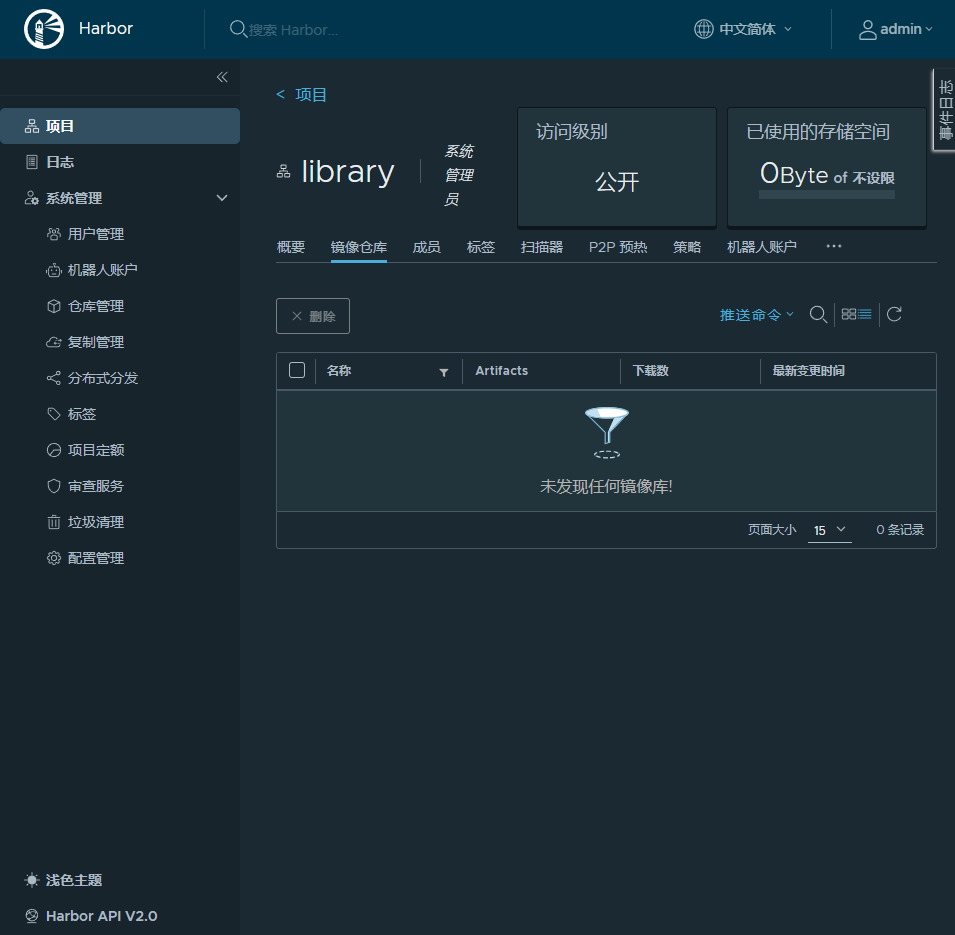 Harbor
搜索 Harbor...
中文简体
admin
事件日志
项目
日志
系统管理
用户管理
机器人账户
仓库管理
复制管理
分布式分发
标签
项目定额
审查服务
垃圾清理
配置管理
浅色主题
Harbor API V2.0
< 项目
library
系统
管理
员
访问级别
公开
已使用的存储空间
0Byte of 不设限
概要 镜像仓库 成员 标签 扫描器 P2P 预热 策略 机器人账户 ...
删除
推送命令
名称 Artifacts 下载数 最新变更时间
未发现任何镜像库!
页面大小 15 0 条记录